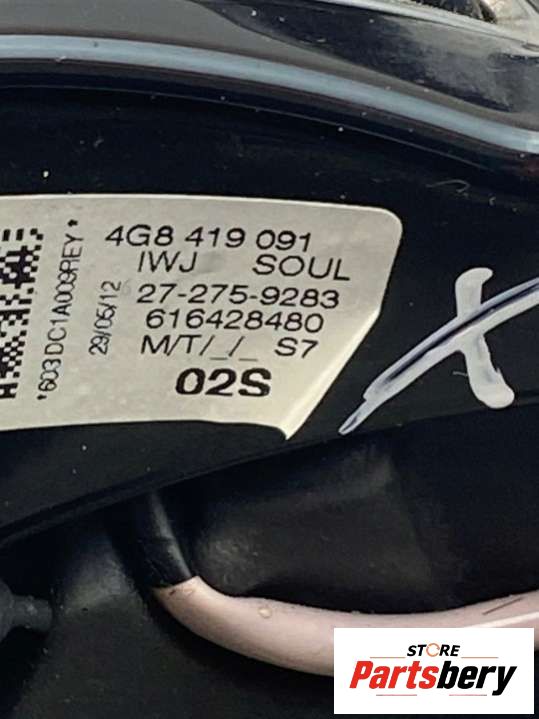 4G8 419 091
IWJ SOUL
27-275-9283
616428480
M/T/_/_ S7
02S
29/05/12
*603DC1A009REY*
X
STORE
Partsbery